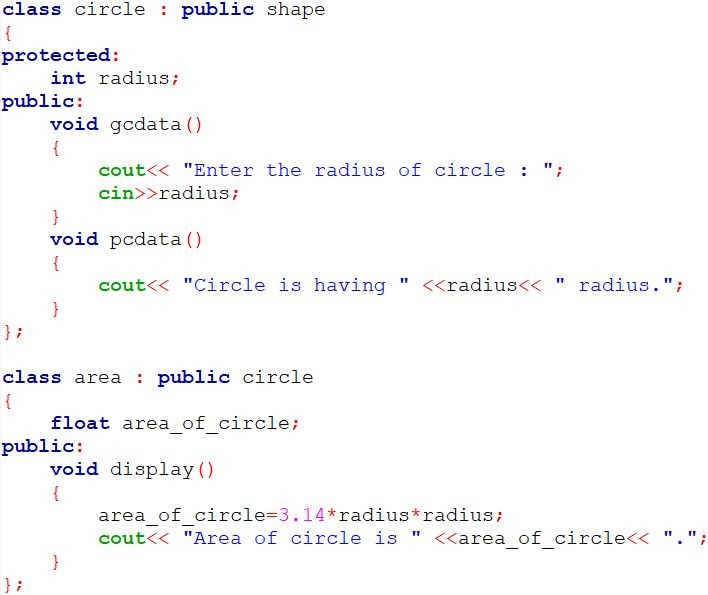 class circle : public shape
{
protected:
    int radius;
public:
    void gcdata()
    {
        cout<< "Enter the radius of circle : ";
        cin>>radius;
    }
    void pcdata()
    {
        cout<< "Circle is having " <<radius<< " radius.";
    }
};

class area : public circle
{
    float area_of_circle;
public:
    void display()
    {
        area_of_circle=3.14*radius*radius;
        cout<< "Area of circle is " <<area_of_circle<< ".";
    }
};